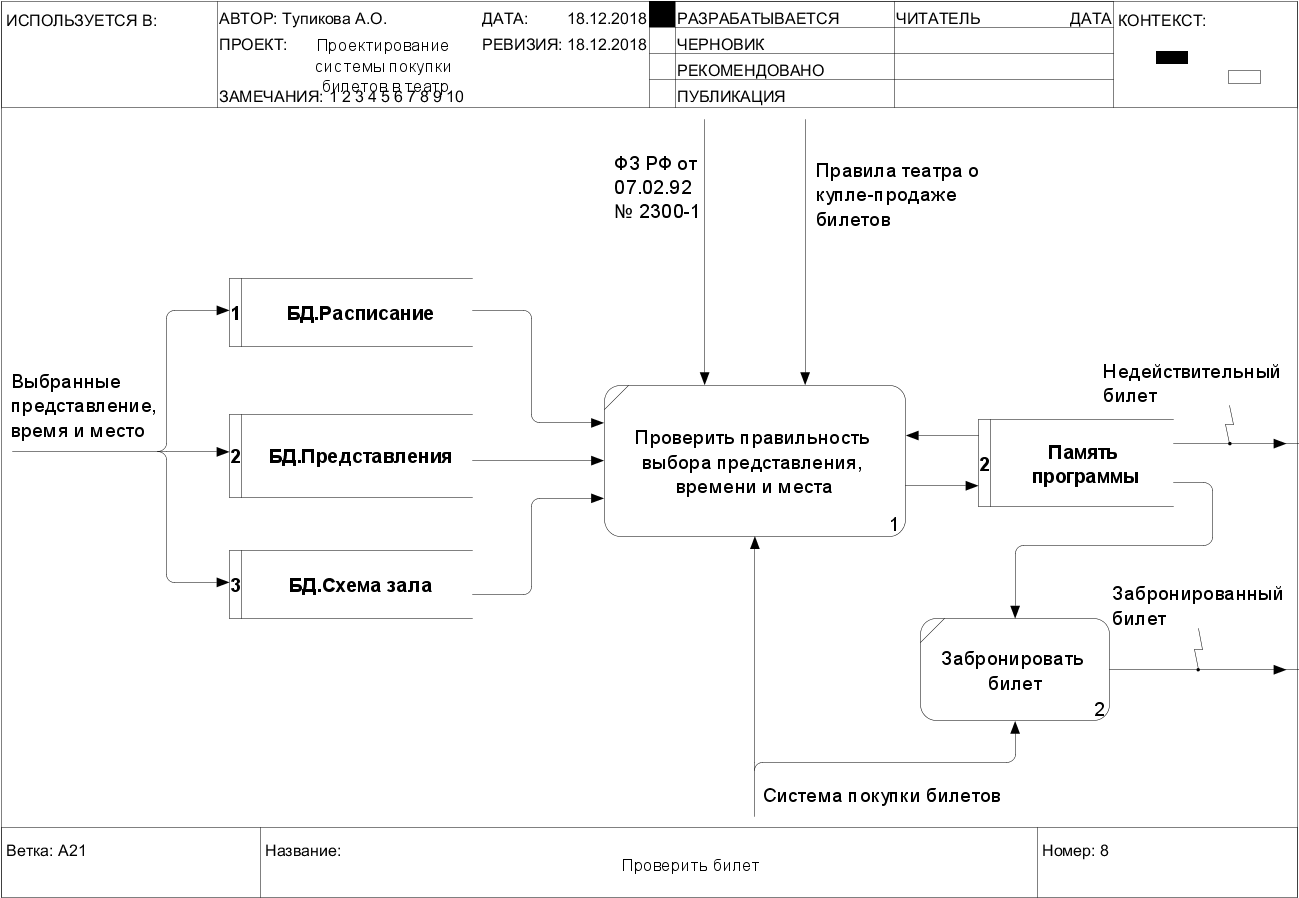 ИСПОЛЬЗУЕТСЯ В:
АВТОР: Тупикова А.О.
ДАТА: 18.12.2018
ПРОЕКТ: Проектирование
системы покупки
билетов в театр
РЕВИЗИЯ: 18.12.2018
ЗАМЕЧАНИЯ: 1 2 3 4 5 6 7 8 9 10
РАЗРАБАТЫВАЕТСЯ
ЧЕРНОВИК
РЕКОМЕНДОВАНО
ПУБЛИКАЦИЯ
ЧИТАТЕЛЬ
ДАТА
КОНТЕКСТ:
ФЗ РФ от
07.02.92
№ 2300-1
Правила театра о
купле-продаже
билетов
Выбранные
представление,
время и место
1
БД.Расписание
2
БД.Представления
3
БД.Схема зала
Проверить правильность
выбора представления,
времени и места
1
2
Память
программы
Недействительный
билет
Забронированный
билет
Забронировать
билет
2
Система покупки билетов
Ветка: A21
Название:
Проверить билет
Номер: 8